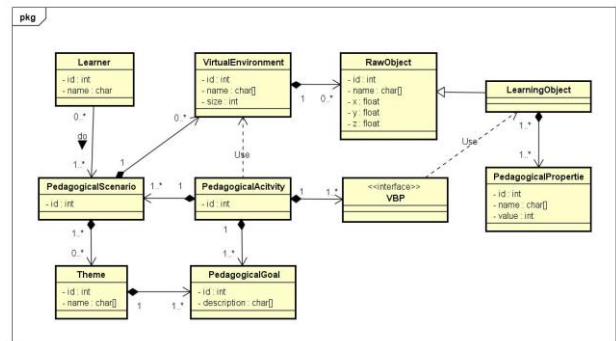 pkg
Learner
- id : int
- name : char
VirtualEnvironment
- id : int
- name : char[]
- size : int
RawObject
- id : int
- name : char[]
- x : float
- y : float
- z : float
LearningObject
1
0..*
0..*
do
1..*
0..*
1
Use
Use
1..*
1..*
PedagogicalScenario
- id : int
1..*
1
PedagogicalAcitvity
- id : int
1
1..*
<<interface>>
VBP
PedagogicalPropertie
- id : int
- name : char[]
- value : int
1..*
0..*
1
1..*
Theme
- id : int
- name : char[]
1
1..*
PedagogicalGoal
- id : int
- description : char[]